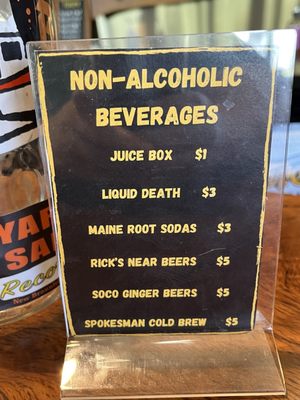 NON-ALCOHOLIC
BEVERAGES
JUICE BOX $1
LIQUID DEATH $3
MAINE ROOT SODAS $3
RICK'S NEAR BEERS $5
SOCO GINGER BEERS $5
SPOKESMAN COLD BREW $5